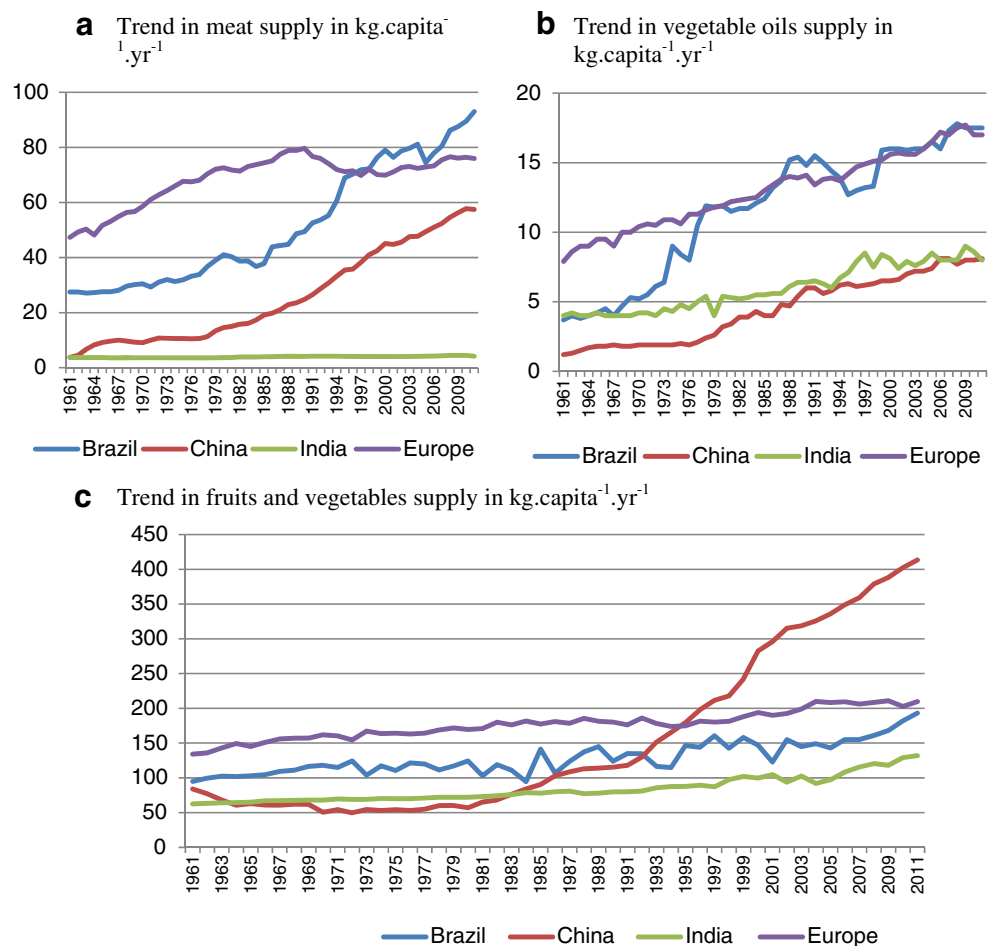 a Trend in meat supply in kg.capita⁻
¹.yr⁻¹
100
80
60
40
20
0
1961 1964 1967 1970 1973 1976 1979 1982 1985 1988 1991 1994 1997 2000 2003 2006 2009
Brazil China India Europe
b Trend in vegetable oils supply in
kg.capita⁻¹.yr⁻¹
20
15
10
5
0
1961 1964 1967 1970 1973 1976 1979 1982 1985 1988 1991 1994 1997 2000 2003 2006 2009
Brazil China India Europe
c Trend in fruits and vegetables supply in kg.capita⁻¹.yr⁻¹
450
400
350
300
250
200
150
100
50
0
1961 1963 1965 1967 1969 1971 1973 1975 1977 1979 1981 1983 1985 1987 1989 1991 1993 1995 1997 1999 2001 2003 2005 2007 2009 2011
Brazil China India Europe